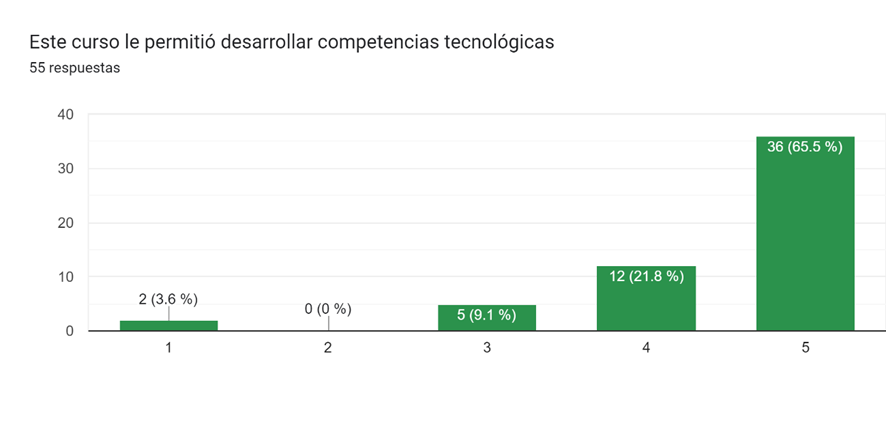 Este curso le permitió desarrollar competencias tecnológicas
55 respuestas
40
30
20
10
0
2 (3.6 %)
0 (0 %)
5 (9.1 %)
12 (21.8 %)
36 (65.5 %)
1
2
3
4
5